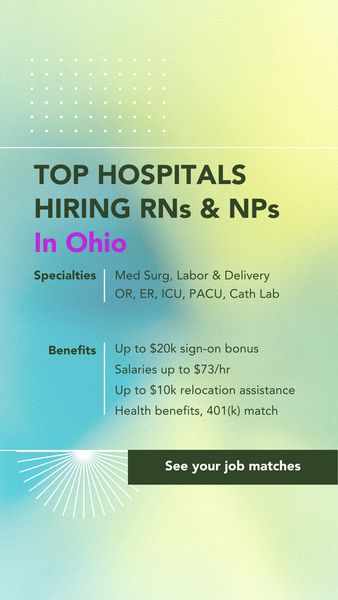 TOP HOSPITALS
HIRING RNs & NPs
In Ohio
Specialties
Med Surg, Labor & Delivery
OR, ER, ICU, PACU, Cath Lab
Benefits
Up to $20k sign-on bonus
Salaries up to $73/hr
Up to $10k relocation assistance
Health benefits, 401(k) match
See your job matches